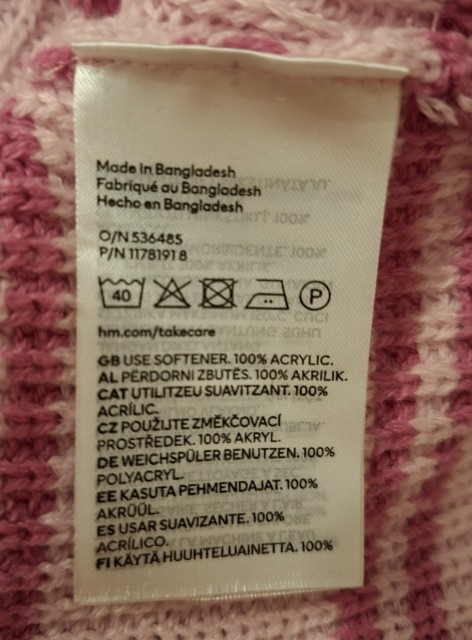 Made in Bangladesh
Fabriqué au Bangladesh
Hecho en Bangladesh
O/N 536485
P/N 1178191 8
40
P
hm.com/takecare
GB USE SOFTENER. 100% ACRYLIC.
AL PËRDORNI ZBUTËS. 100% AKRILIK.
CAT UTILITZEU SUAVITZANT. 100%
ACRÍLIC.
CZ POUŽIJTE ZMĚKČOVACÍ
PROSTŘEDEK. 100% AKRYL.
DE WEICHSPÜLER BENUTZEN. 100%
POLYACRYL.
EE KASUTA PEHMENDAJAT. 100%
AKRÜÜL.
ES USAR SUAVIZANTE. 100%
ACRÍLICO.
FI KÄYTÄ HUUHTELUAINETTA. 100%